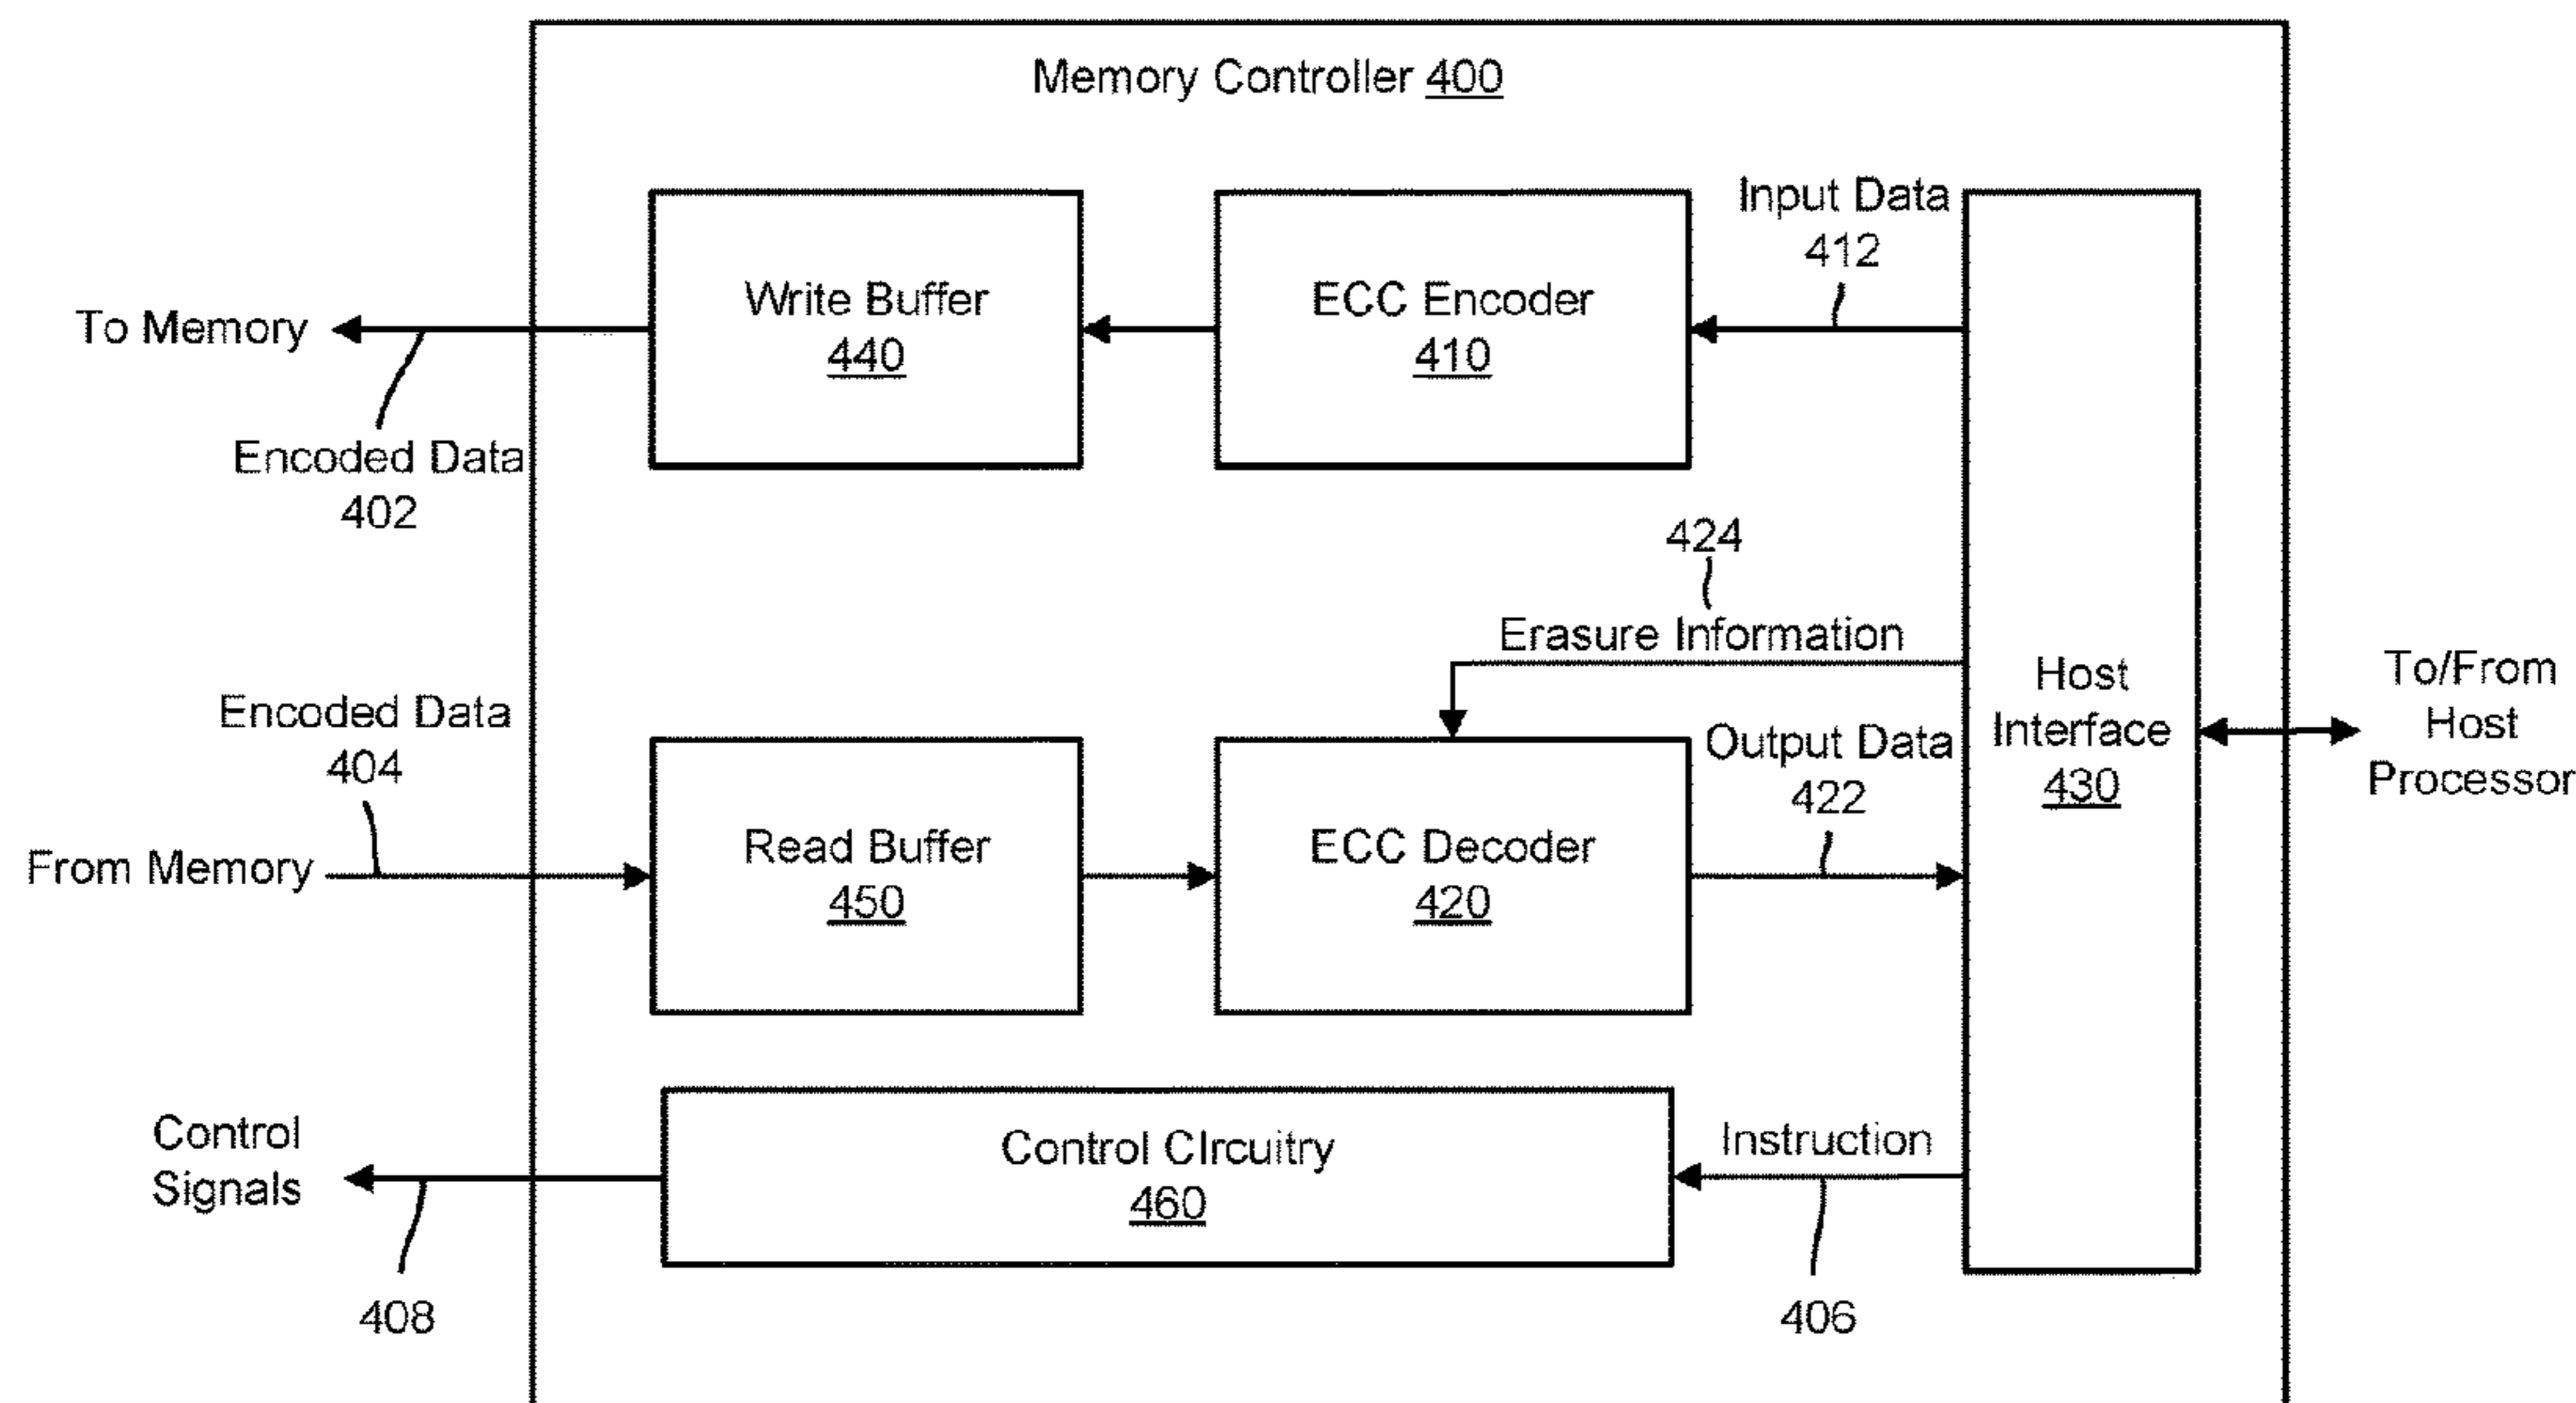 Memory Controller 400
Input Data
412
Write Buffer
440
ECC Encoder
410
To Memory
Encoded Data
402
424
Erasure Information
Host
Interface
430
To/From
Host
Processor
Encoded Data
404
Output Data
422
From Memory
Read Buffer
450
ECC Decoder
420
Control
Signals
Control CIrcuitry
460
Instruction
408
406